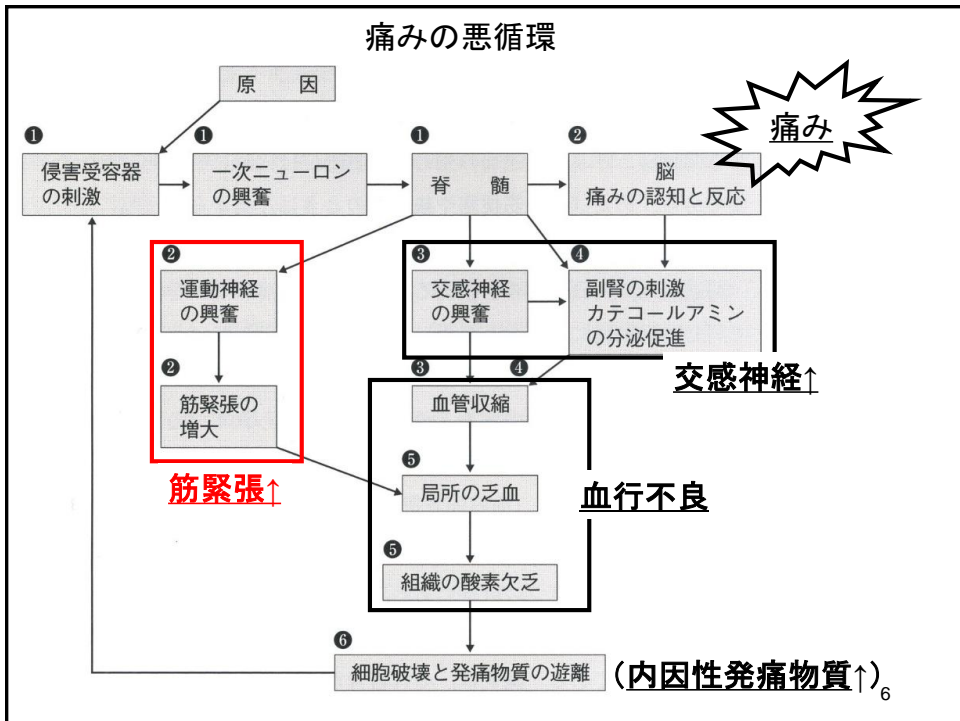 痛みの悪循環
原　因
痛み
❶
❶
❶
❷
侵害受容器
の刺激
一次ニューロン
の興奮
脊　髄
脳
痛みの認知と反応
❷
❸
❹
運動神経
の興奮
交感神経
の興奮
副腎の刺激
カテコールアミン
の分泌促進
交感神経↑
❷
❸
❹
筋緊張の
増大
血管収縮
筋緊張↑
❺
局所の乏血
血行不良
❺
組織の酸素欠乏
❻
細胞破壊と発痛物質の遊離
(内因性発痛物質↑)
6